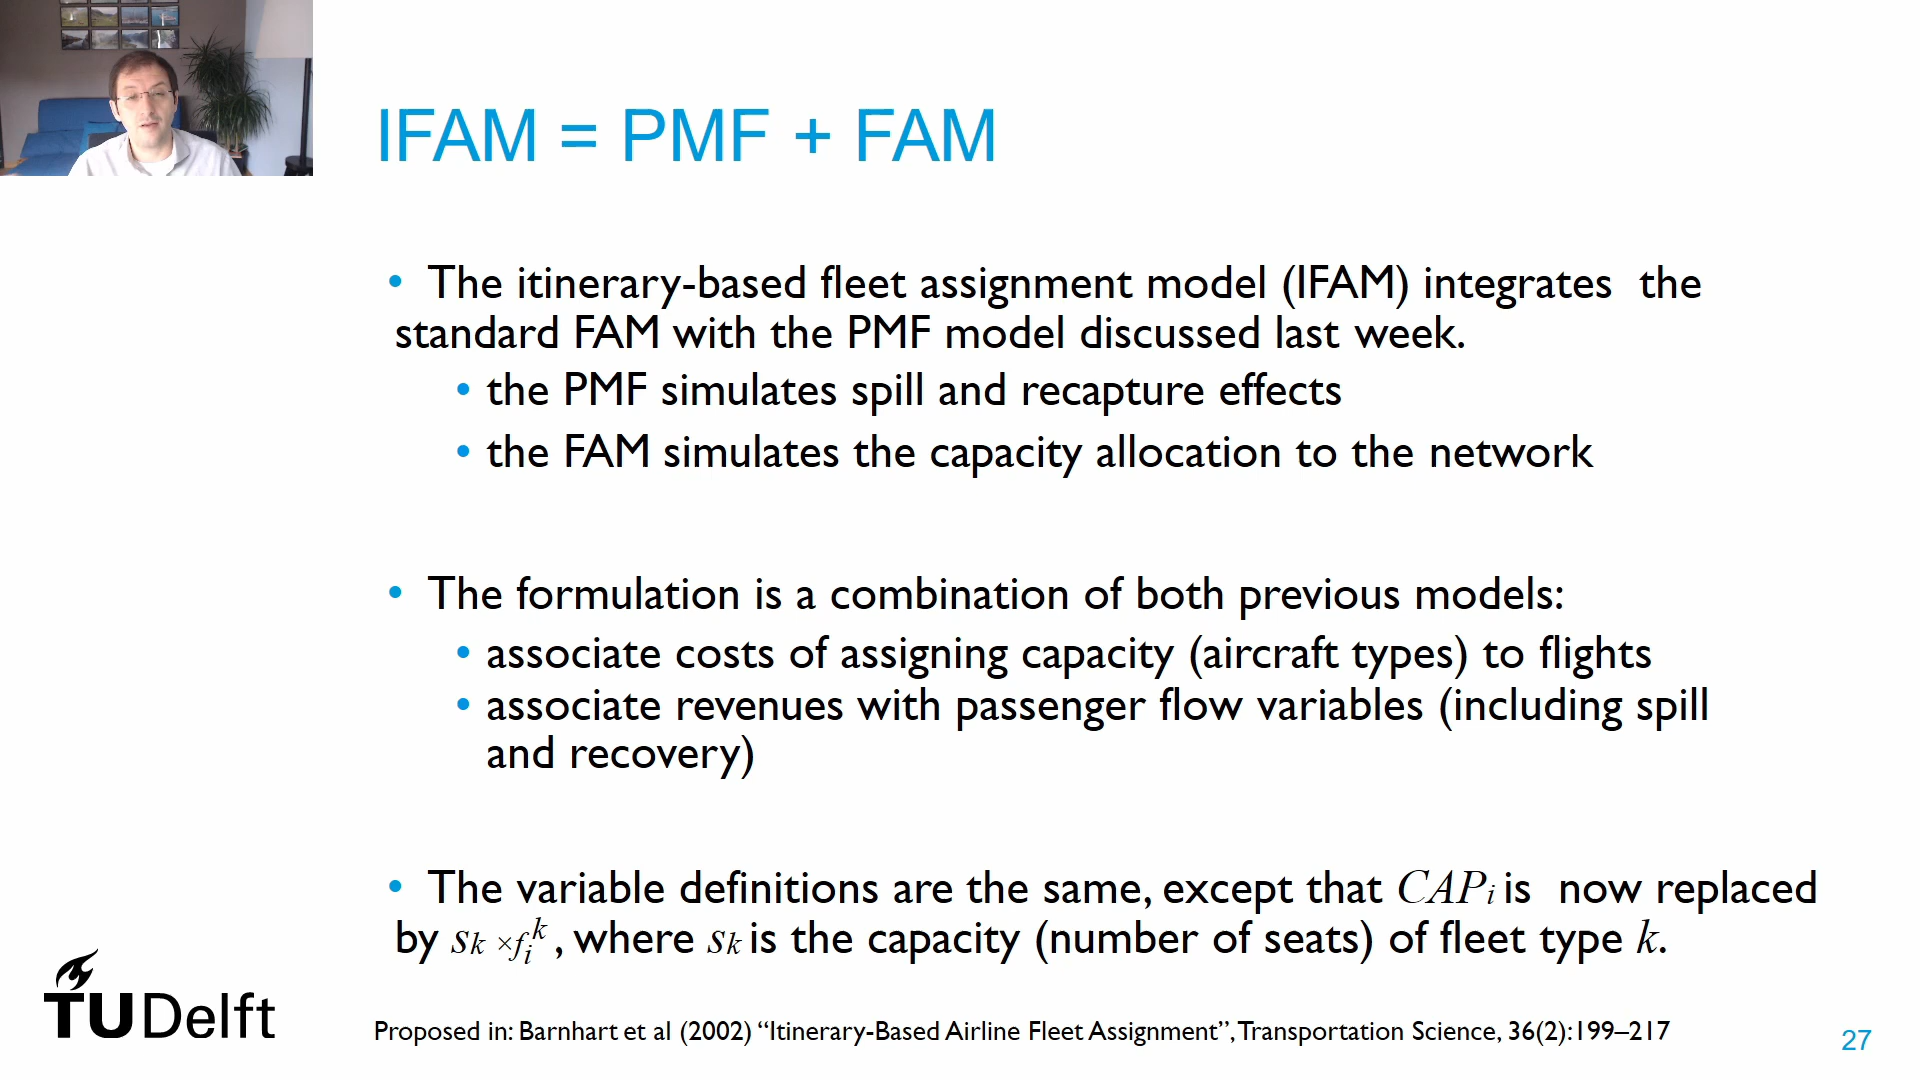 IFAM = PMF + FAM
• The itinerary-based fleet assignment model (IFAM) integrates the
standard FAM with the PMF model discussed last week.
• the PMF simulates spill and recapture effects
• the FAM simulates the capacity allocation to the network
• The formulation is a combination of both previous models:
• associate costs of assigning capacity (aircraft types) to flights
• associate revenues with passenger flow variables (including spill
and recovery)
• The variable definitions are the same, except that CAPᵢ is now replaced
by sₖ ×fᵢᵏ, where sₖ is the capacity (number of seats) of fleet type k.
TUDelft
Proposed in: Barnhart et al (2002) “Itinerary-Based Airline Fleet Assignment”, Transportation Science, 36(2):199–217
27